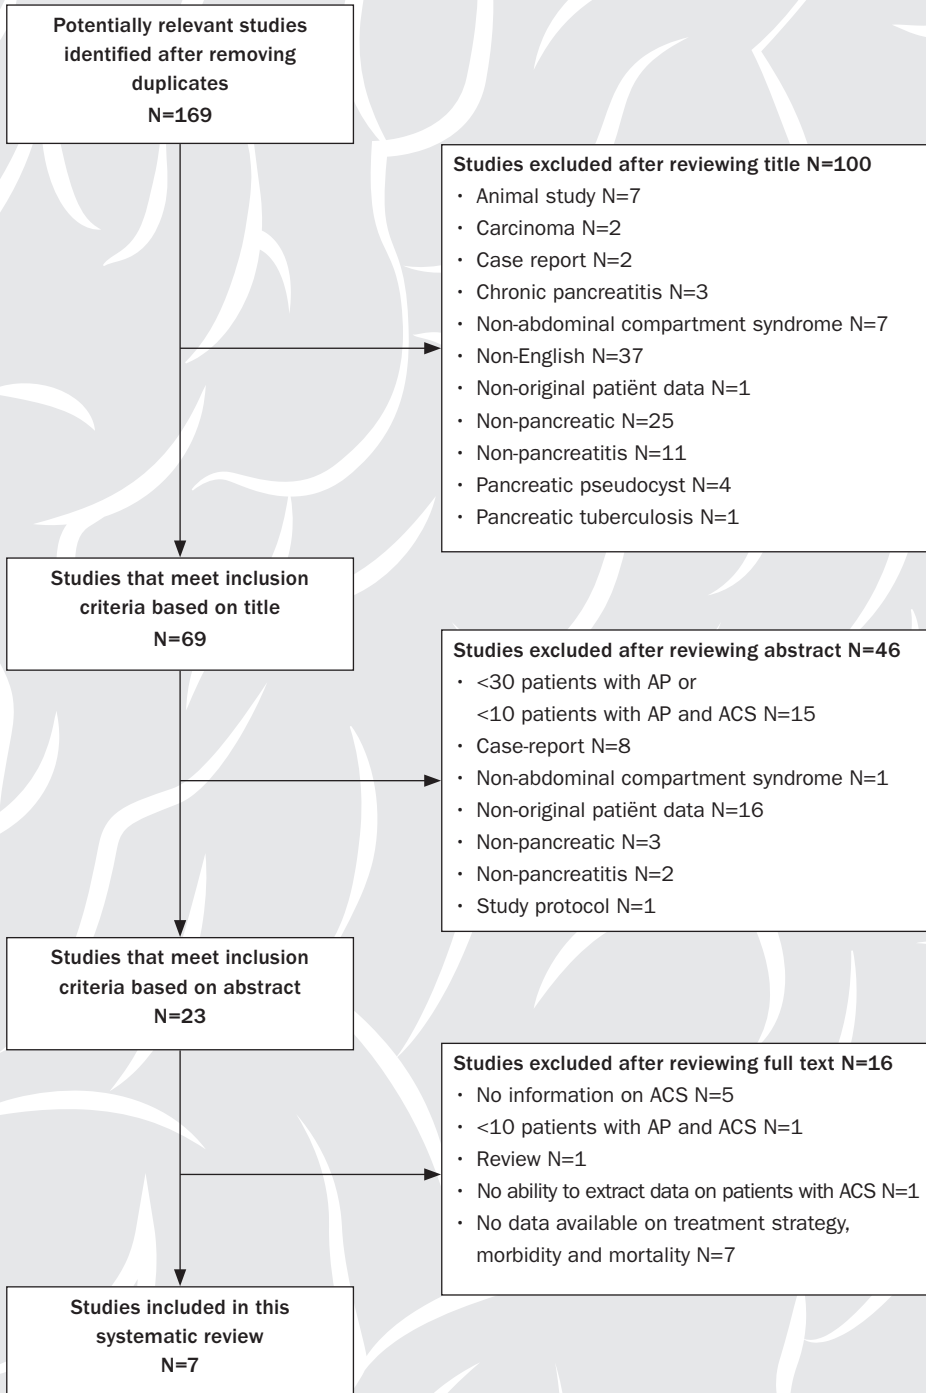 Potentially relevant studies
identified after removing
duplicates
N=169
Studies excluded after reviewing title N=100
· Animal study N=7
· Carcinoma N=2
· Case report N=2
· Chronic pancreatitis N=3
· Non-abdominal compartment syndrome N=7
· Non-English N=37
· Non-original patiënt data N=1
· Non-pancreatic N=25
· Non-pancreatitis N=11
· Pancreatic pseudocyst N=4
· Pancreatic tuberculosis N=1
Studies that meet inclusion
criteria based on title
N=69
Studies excluded after reviewing abstract N=46
· <30 patients with AP or
<10 patients with AP and ACS N=15
· Case-report N=8
· Non-abdominal compartment syndrome N=1
· Non-original patiënt data N=16
· Non-pancreatic N=3
· Non-pancreatitis N=2
· Study protocol N=1
Studies that meet inclusion
criteria based on abstract
N=23
Studies excluded after reviewing full text N=16
· No information on ACS N=5
· <10 patients with AP and ACS N=1
· Review N=1
· No ability to extract data on patients with ACS N=1
· No data available on treatment strategy,
morbidity and mortality N=7
Studies included in this
systematic review
N=7